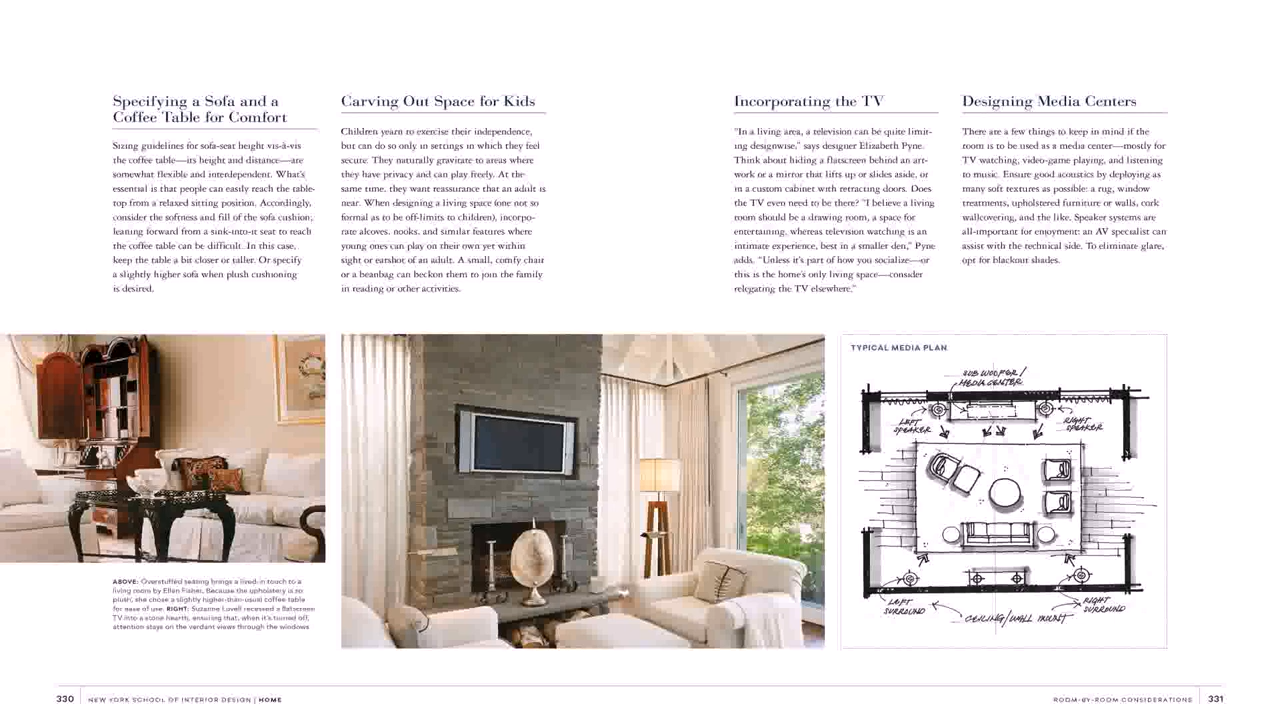 Specifying a Sofa and a
Coffee Table for Comfort
Sizing guidelines for sofa-seat height vis-à-vis
the coffee table—its height and distance—are
somewhat flexible and interdependent. What's
essential is that people can easily reach the table-
top from a relaxed sitting position. Accordingly,
consider the softness and fill of the sofa cushion;
leaning forward from a sink-into-it seat to reach
the coffee table can be difficult. In this case,
keep the table a bit closer or taller. Or specify
a slightly higher sofa when plush cushioning
is desired.
Carving Out Space for Kids
Children yearn to exercise their independence,
but can do so only in settings in which they feel
secure. They naturally gravitate to areas where
they have privacy and can play freely. At the
same time, they want reassurance that an adult is
near. When designing a living space (one not so
formal as to be off-limits to children), incorpo-
rate alcoves, nooks, and similar features where
young ones can play on their own yet within
sight or earshot of an adult. A small, comfy chair
or a beanbag can beckon them to join the family
in reading or other activities.
Incorporating the TV
"In a living area, a television can be quite limit-
ing designwise," says designer Elizabeth Pyne.
Think about hiding a flatscreen behind an art-
work or a mirror that lifts up or slides aside, or
in a custom cabinet with retracting doors. Does
the TV even need to be there? "I believe a living
room should be a drawing room, a space for
entertaining, whereas television watching is an
intimate experience, best in a smaller den," Pyne
adds. "Unless it's part of how you socialize—or
this is the home's only living space—consider
relegating the TV elsewhere."
Designing Media Centers
There are a few things to keep in mind if the
room is to be used as a media center—mostly for
TV watching, video-game playing, and listening
to music. Ensure good acoustics by deploying as
many soft textures as possible: a rug, window
treatments, upholstered furniture or walls, cork
wallcovering, and the like. Speaker systems are
all-important for enjoyment; an AV specialist can
assist with the technical side. To eliminate glare,
opt for blackout shades.
ABOVE: Overstuffed seating brings a lived-in touch to a
living room by Ellen Fisher. Because the upholstery is so
plush, she chose a slightly higher-than-usual coffee table
for ease of use. RIGHT: Suzanne Lovell recessed a flatscreen
TV into a stone hearth, ensuring that, when it's turned off,
attention stays on the verdant views through the windows.
TYPICAL MEDIA PLAN
SUB WOOFER/
MEDIA CENTER
LEFT
SPEAKER
RIGHT
SPEAKER
LEFT
SURROUND
RIGHT
SURROUND
CEILING/WALL MOUNT
330 NEW YORK SCHOOL OF INTERIOR DESIGN | HOME
ROOM-BY-ROOM CONSIDERATIONS 331